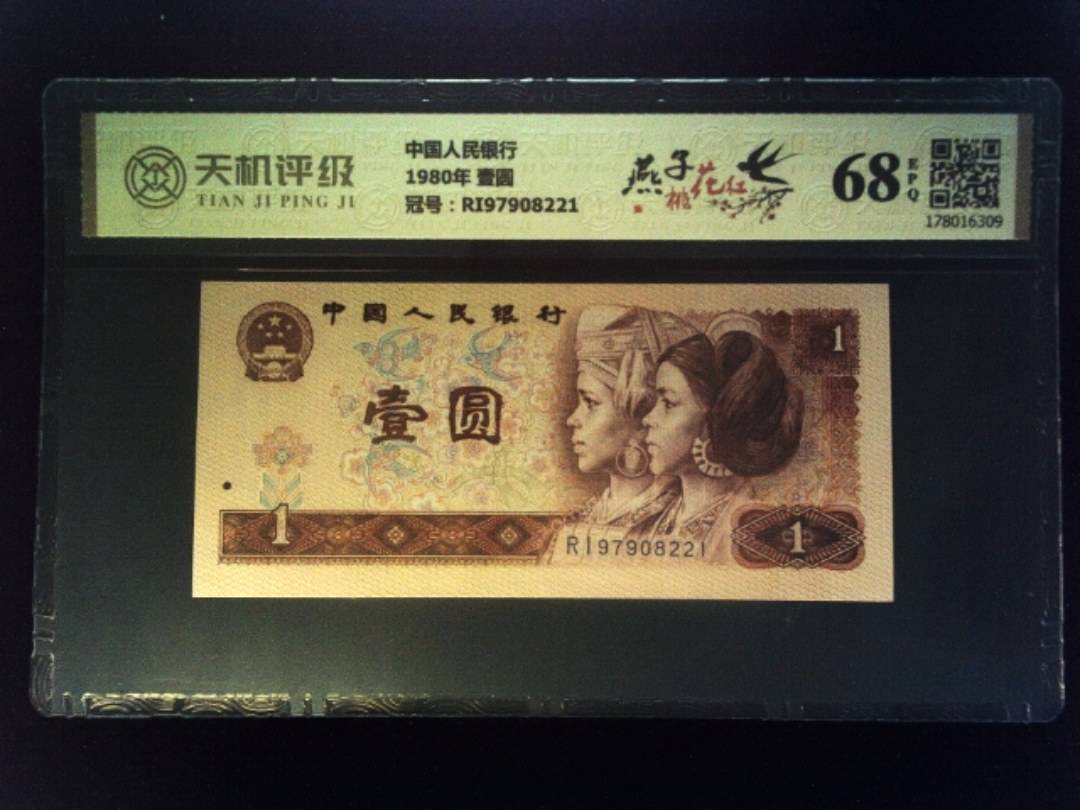 天机评级
TIAN JI PING JI
中国人民银行
1980年 壹圆
冠号：RI97908221
燕子桃花红
68
EPQ
178016309
中國人民银行
1
壹圆
1
RI97908221
1